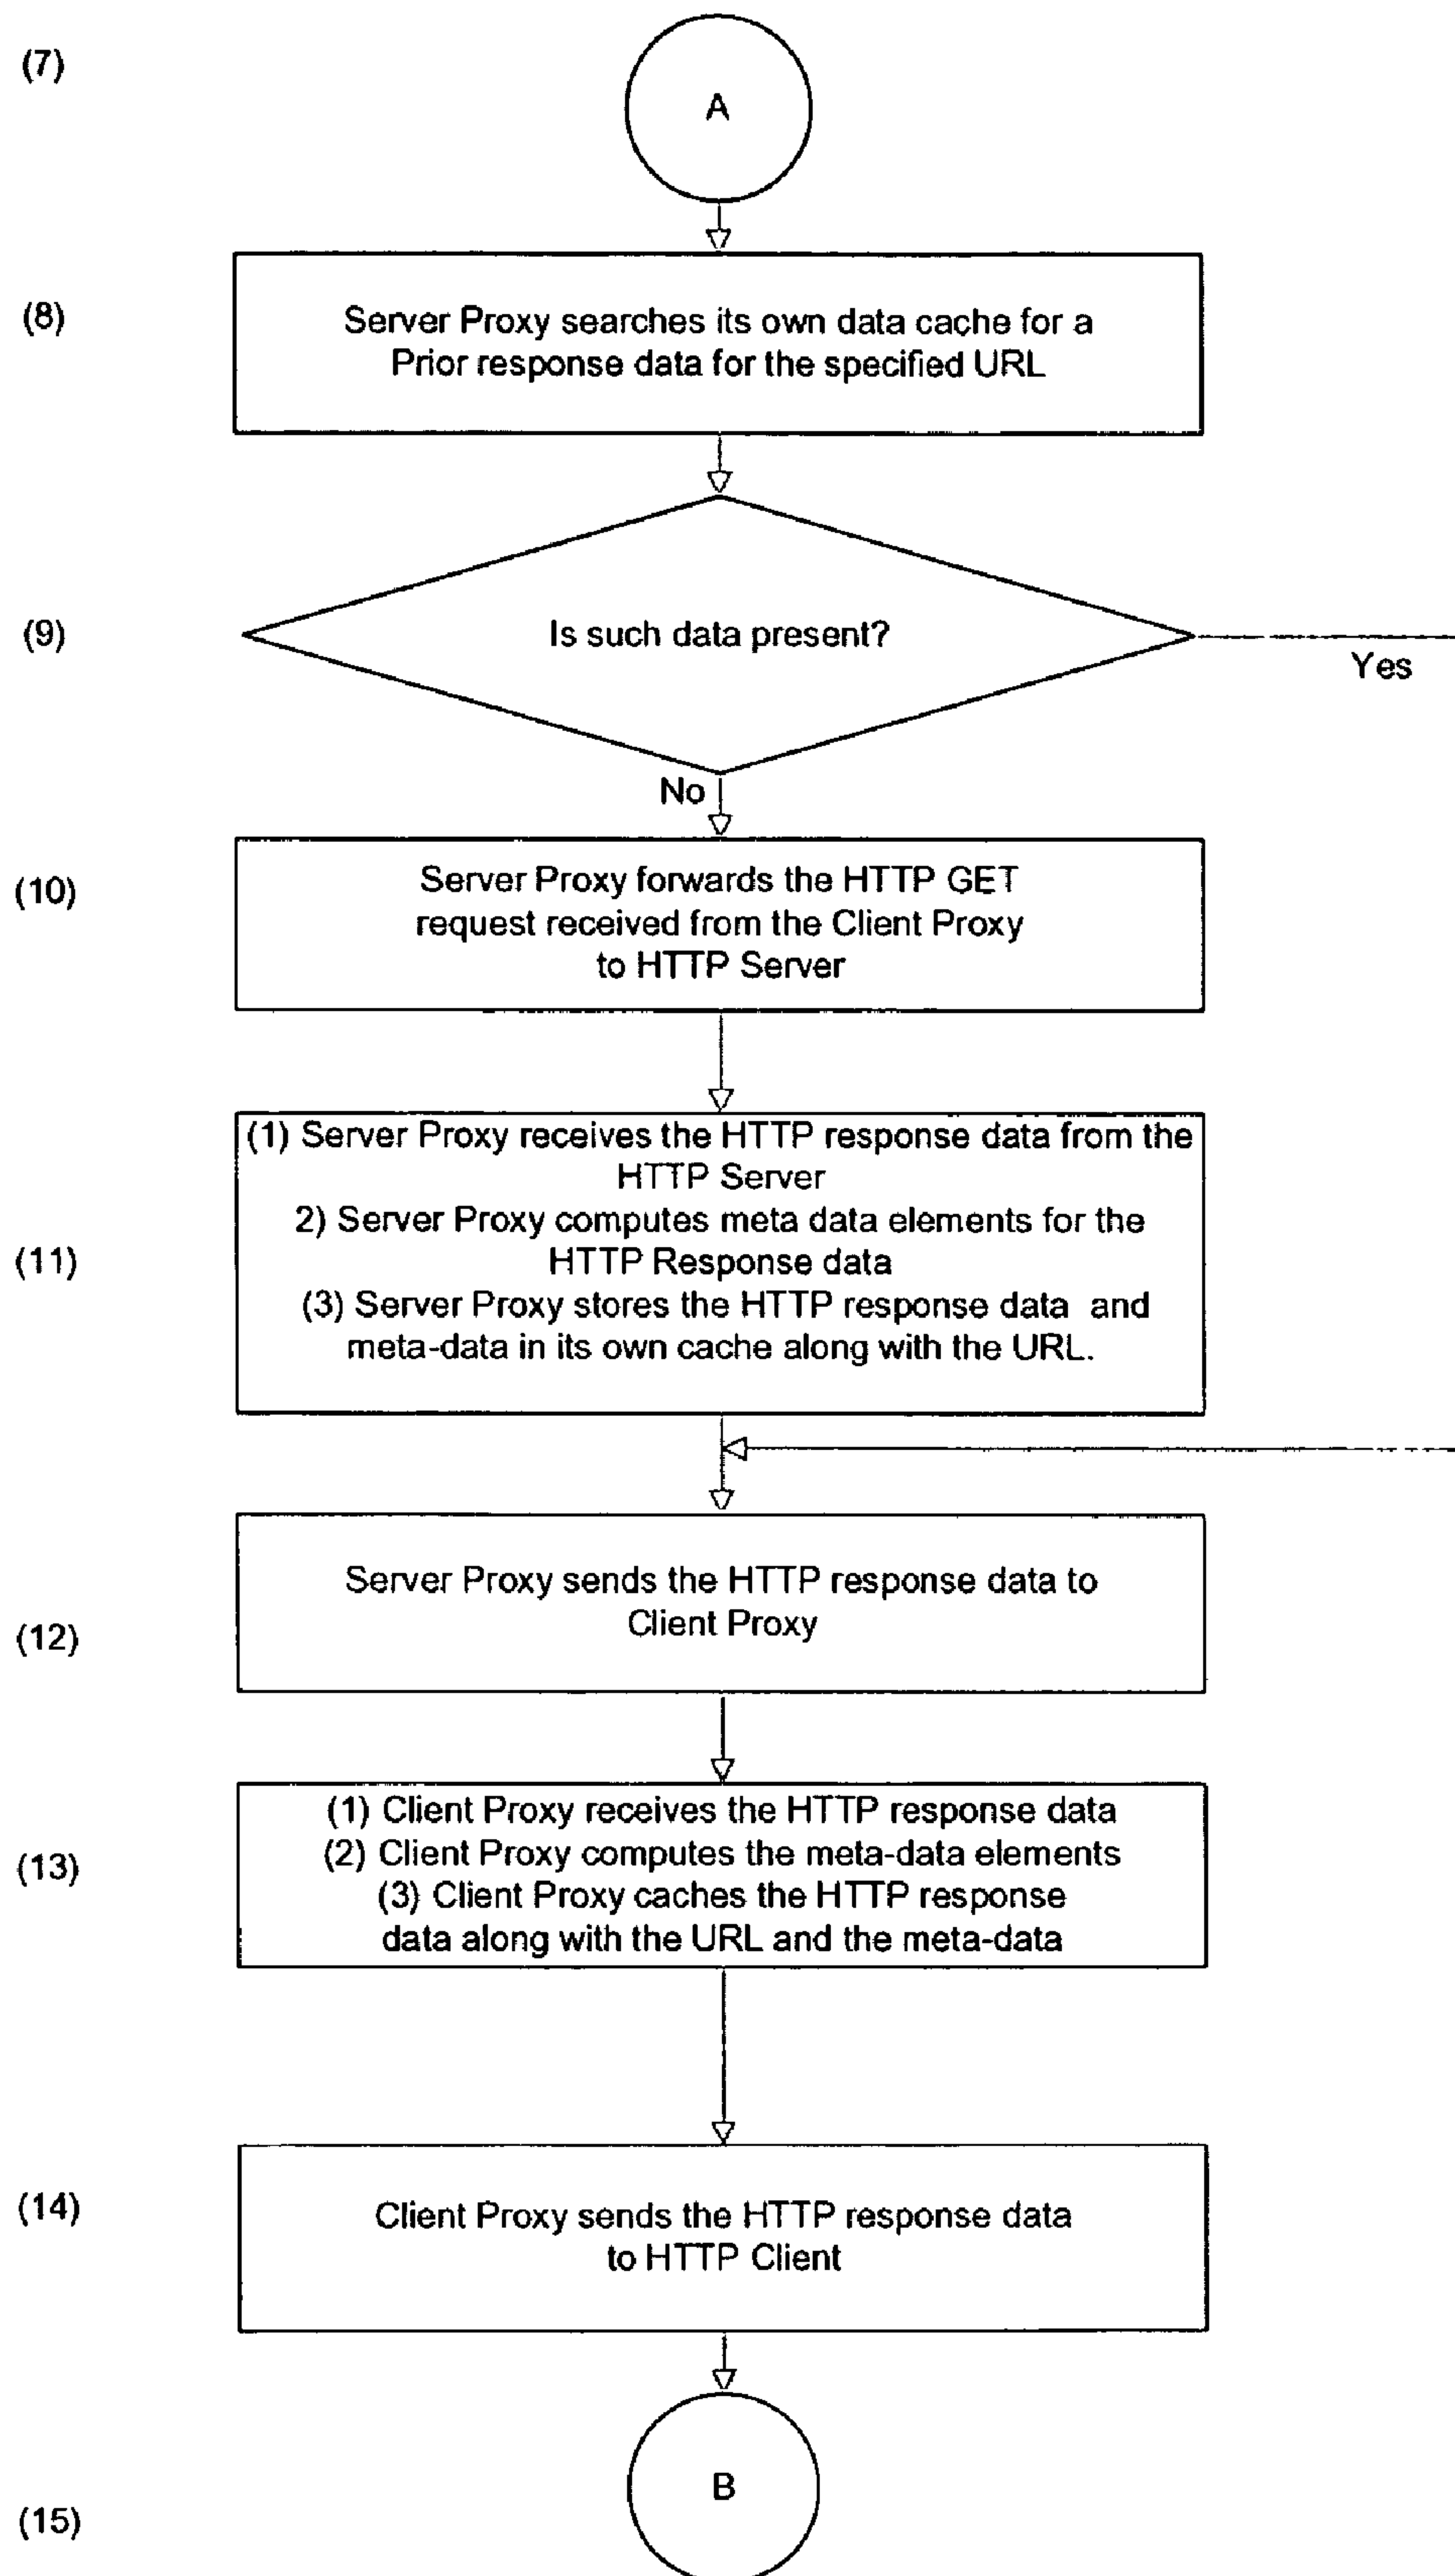 (7)
A
(8)
Server Proxy searches its own data cache for a
Prior response data for the specified URL
(9)
Is such data present?
Yes
No
(10)
Server Proxy forwards the HTTP GET
request received from the Client Proxy
to HTTP Server
(11)
(1) Server Proxy receives the HTTP response data from the
HTTP Server
2) Server Proxy computes meta data elements for the
HTTP Response data
(3) Server Proxy stores the HTTP response data and
meta-data in its own cache along with the URL.
(12)
Server Proxy sends the HTTP response data to
Client Proxy
(13)
(1) Client Proxy receives the HTTP response data
(2) Client Proxy computes the meta-data elements
(3) Client Proxy caches the HTTP response
data along with the URL and the meta-data
(14)
Client Proxy sends the HTTP response data
to HTTP Client
B
(15)